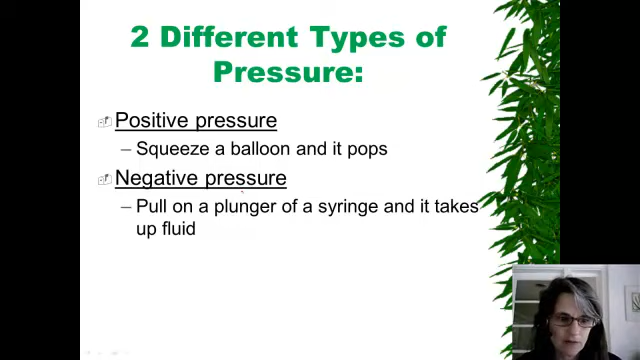 2 Different Types of
Pressure:
Positive pressure
– Squeeze a balloon and it pops
Negative pressure
– Pull on a plunger of a syringe and it takes
up fluid